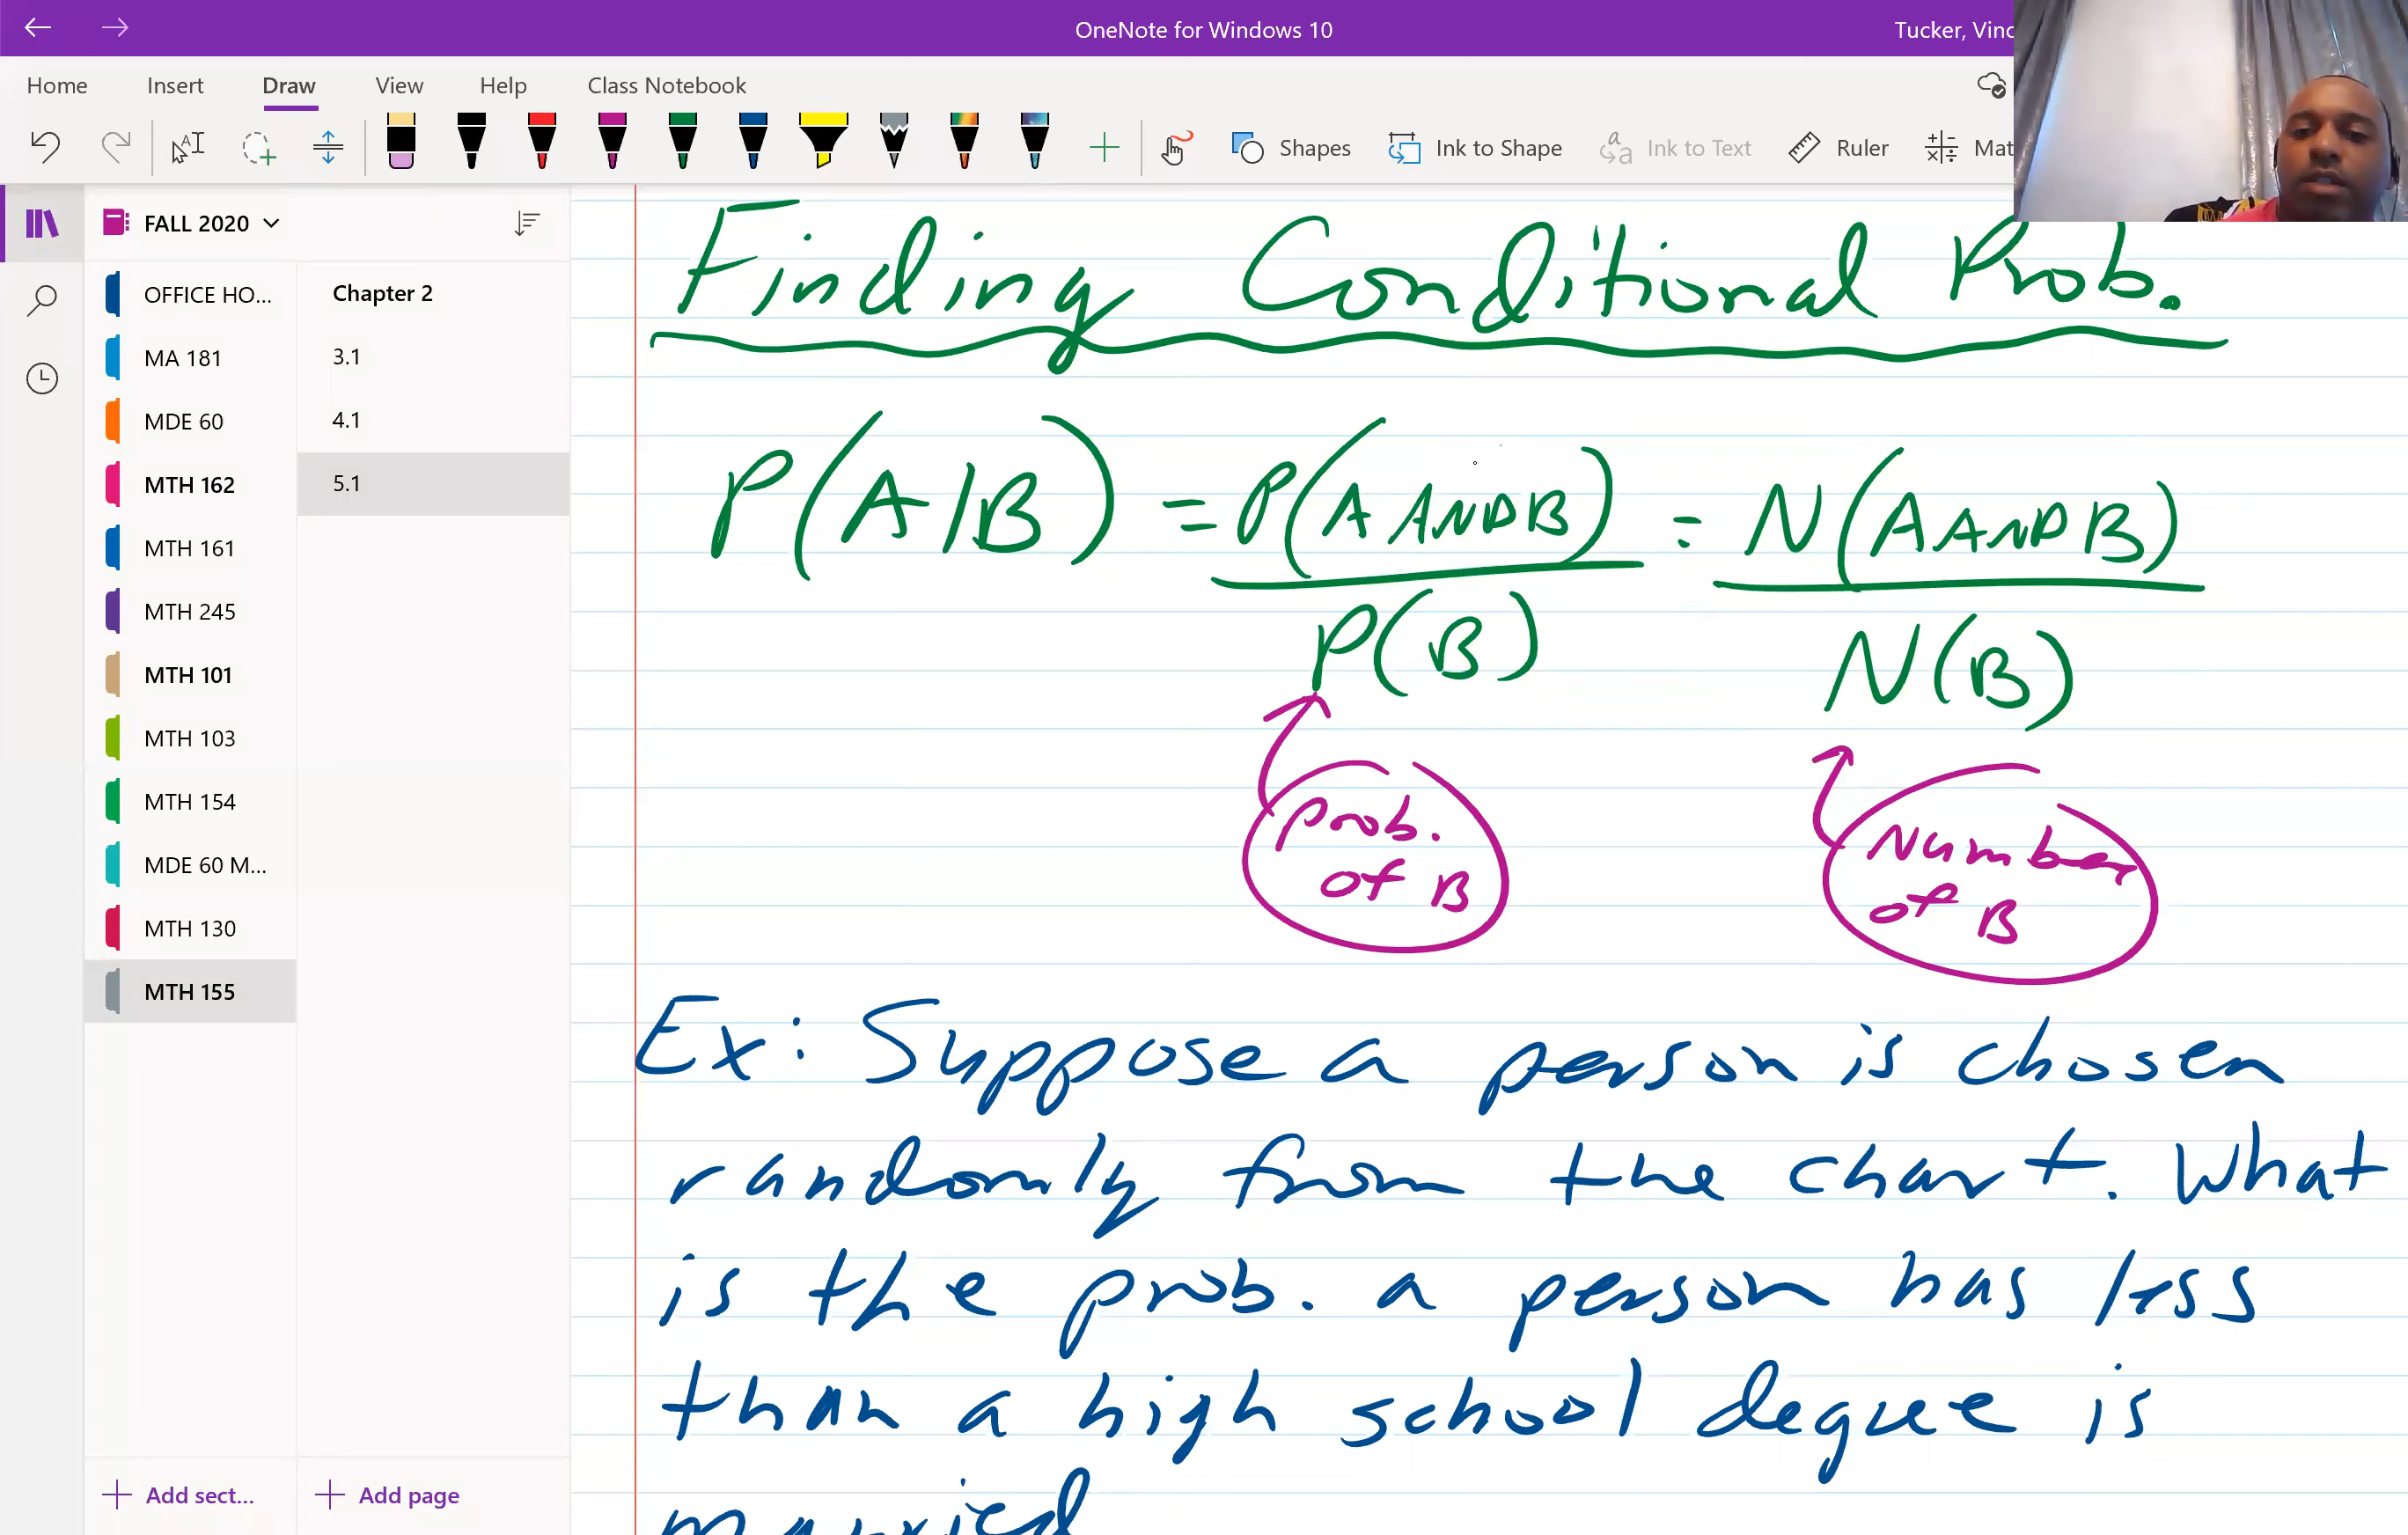 OneNote for Windows 10
Tucker, Vinc
Home Insert Draw View Help Class Notebook
Shapes Ink to Shape Ink to Text Ruler Mat
FALL 2020
OFFICE HO...
MA 181
MDE 60
MTH 162
MTH 161
MTH 245
MTH 101
MTH 103
MTH 154
MDE 60 M...
MTH 130
MTH 155
Add sect...
Chapter 2
3.1
4.1
5.1
Add page
Finding Conditional Prob.
P(A|B) = P(A AND B) / P(B) = N(A AND B) / N(B)
prob.
of B
Number
of B
Ex: Suppose a person is chosen
randomly from the chart. What
is the prob. a person has less
than a high school degree is
married